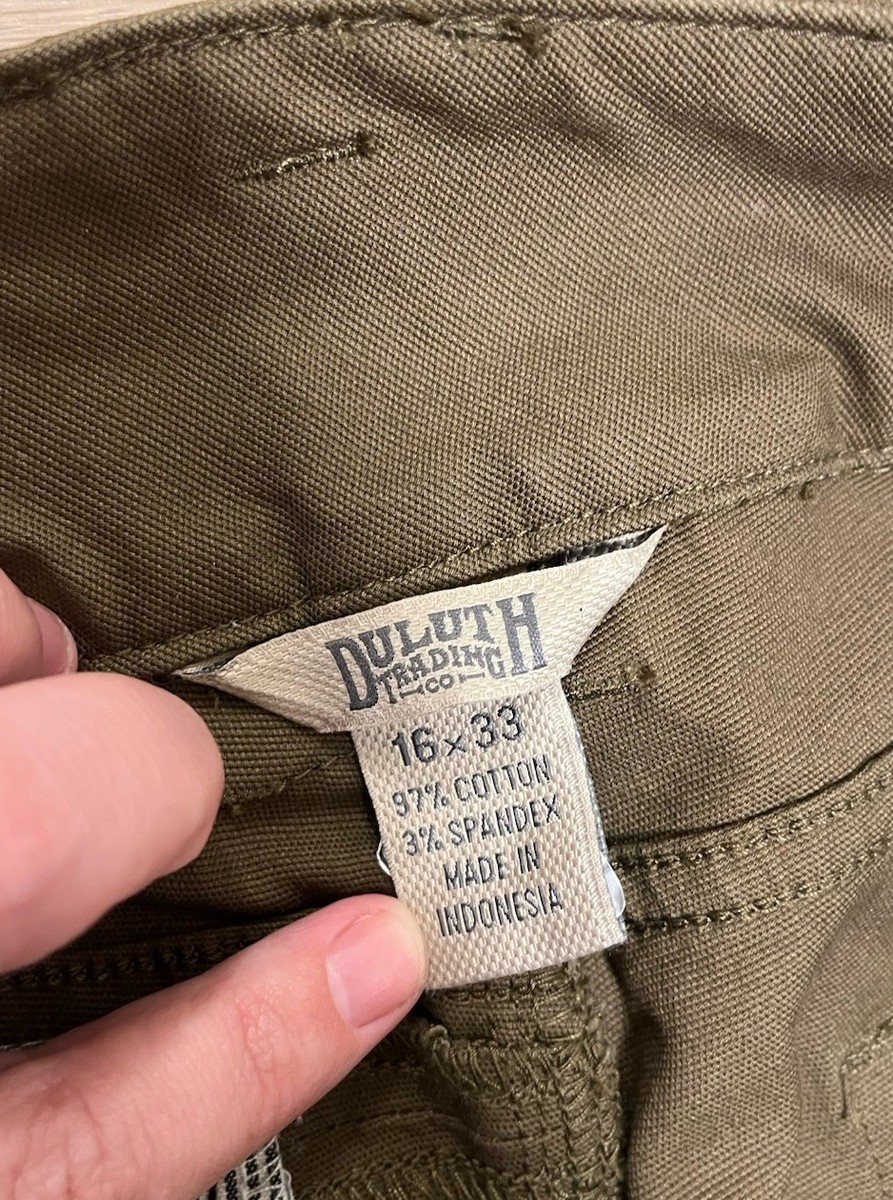 DULUTH
TRADING
CO
16 x 33
97% COTTON
3% SPANDEX
MADE IN
INDONESIA